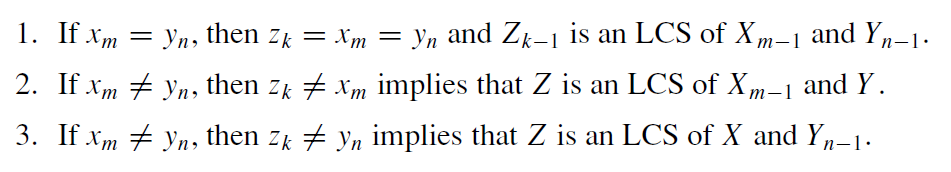 1. If xₘ = yₙ, then zₖ = xₘ = yₙ and Zₖ₋₁ is an LCS of Xₘ₋₁ and Yₙ₋₁.
2. If xₘ ≠ yₙ, then zₖ ≠ xₘ implies that Z is an LCS of Xₘ₋₁ and Y.
3. If xₘ ≠ yₙ, then zₖ ≠ yₙ implies that Z is an LCS of X and Yₙ₋₁.